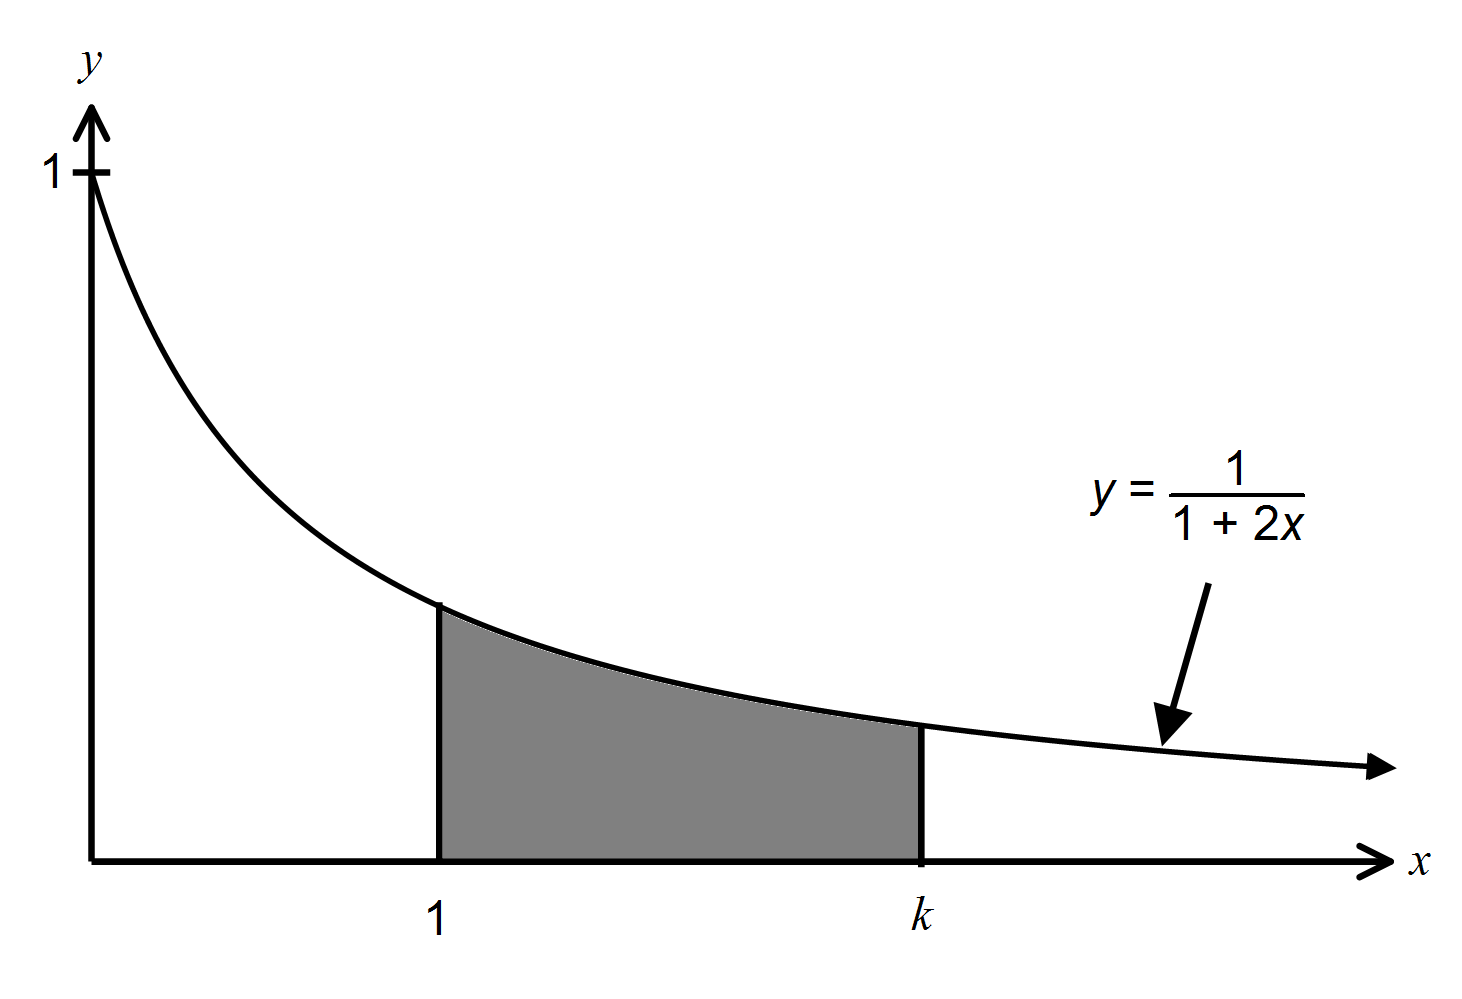 y
1
y = 1 / (1 + 2x)
x
1
k